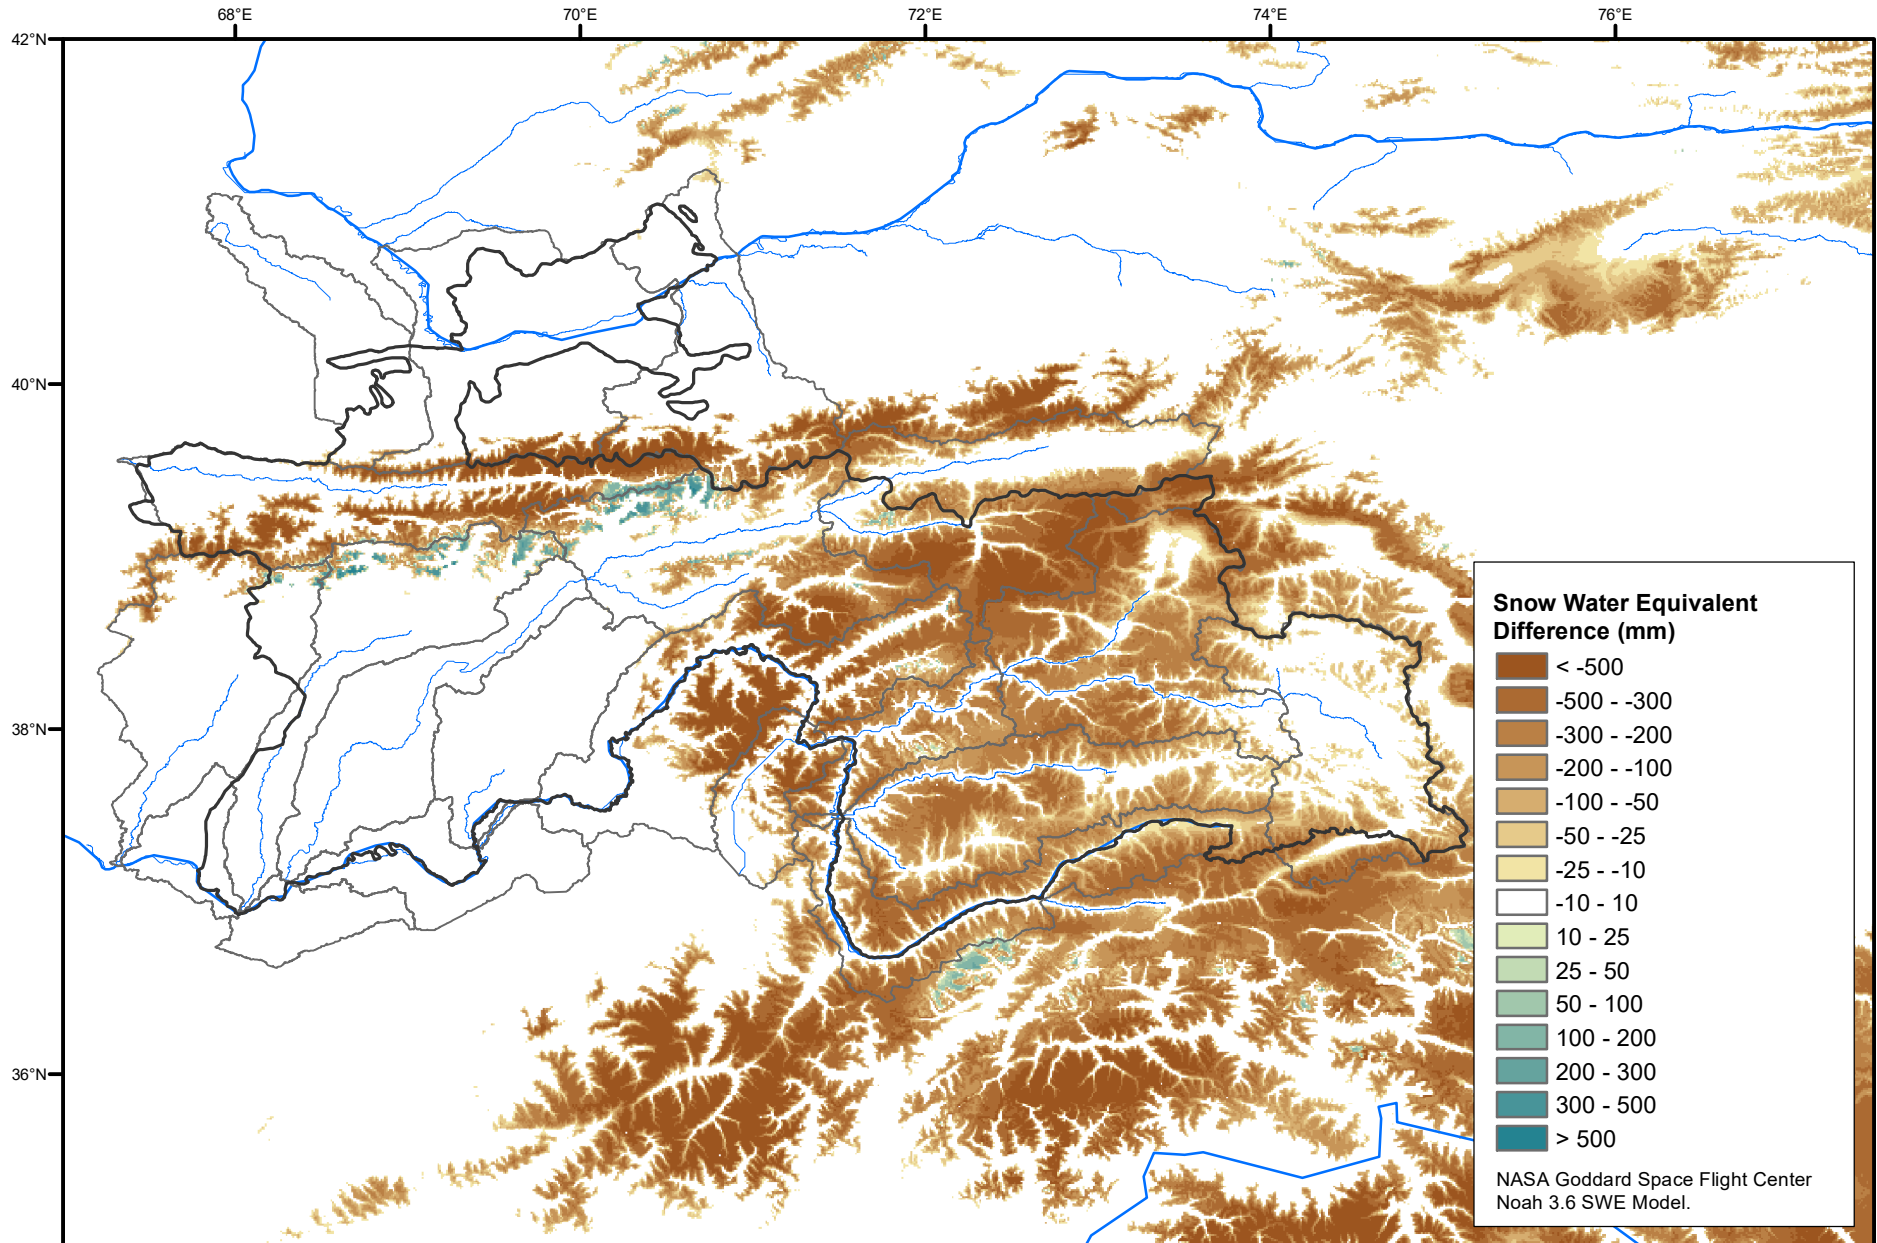 68°E
70°E
72°E
74°E
76°E
42°N
40°N
38°N
36°N
Snow Water Equivalent
Difference (mm)
< -500
-500 - -300
-300 - -200
-200 - -100
-100 - -50
-50 - -25
-25 - -10
-10 - 10
10 - 25
25 - 50
50 - 100
100 - 200
200 - 300
300 - 500
> 500
NASA Goddard Space Flight Center
Noah 3.6 SWE Model.